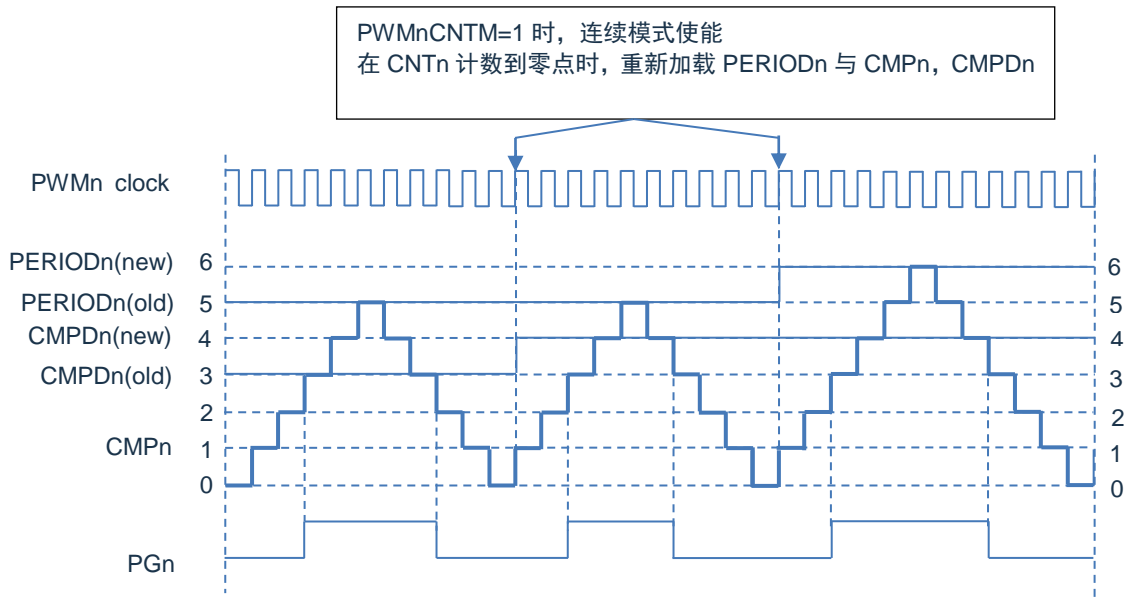 PWMnCNTM=1 时，连续模式使能
在 CNTn 计数到零点时，重新加载 PERIODn 与 CMPn，CMPDn
PWMn clock
PERIODn(new) 6 6
PERIODn(old) 5 5
CMPDn(new) 4 4
CMPDn(old) 3 3
2 2
CMPn 1 1
0 0
PGn